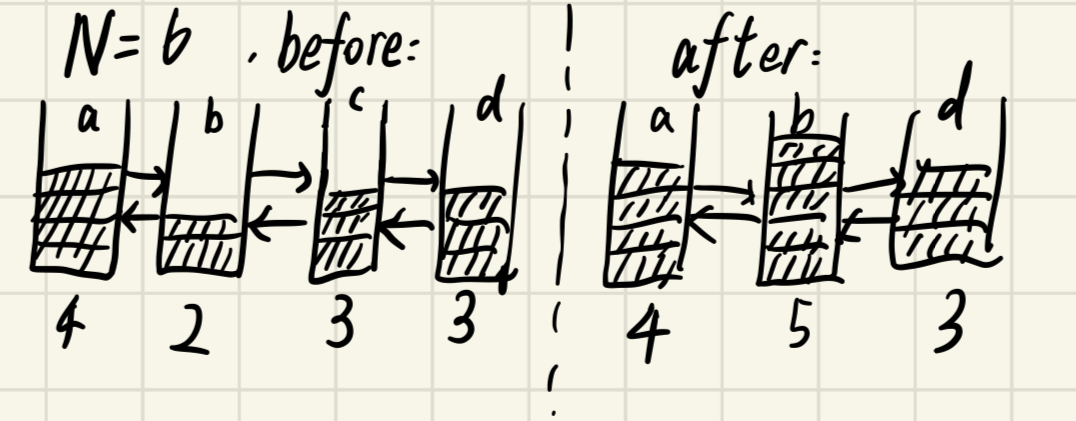 N=6 . before:
after:
a b c d
a b d
4 2 3 3
4 5 3